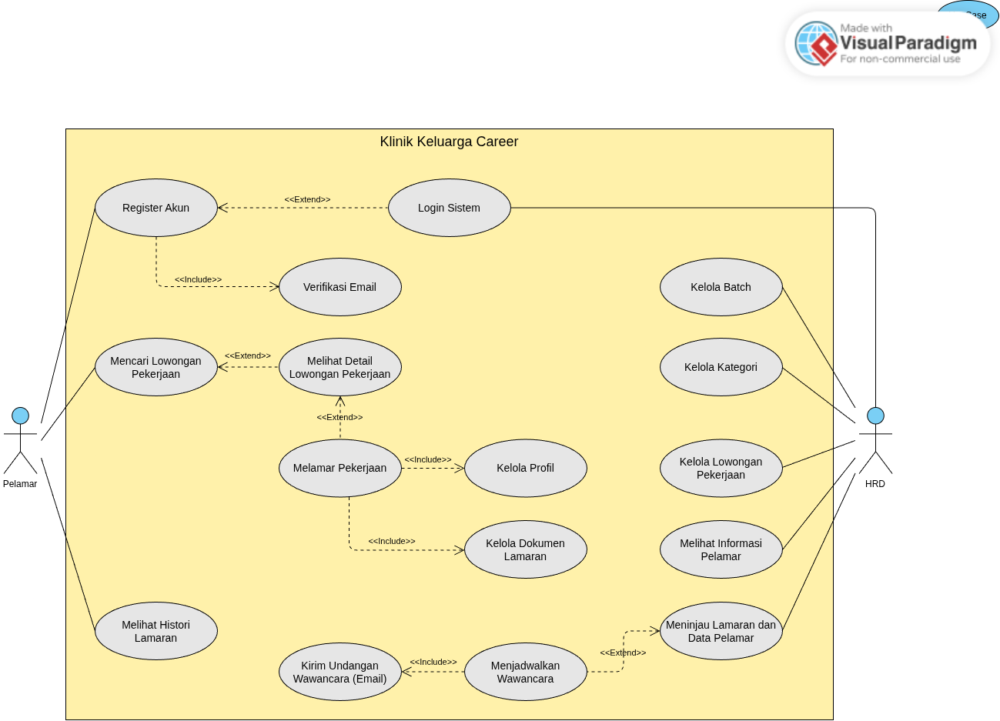 Case
Made with
Visual Paradigm
For non-commercial use
Klinik Keluarga Career
Register Akun
<<Extend>>
Login Sistem
<<Include>>
Verifikasi Email
Kelola Batch
Mencari Lowongan
Pekerjaan
<<Extend>>
Melihat Detail
Lowongan Pekerjaan
Kelola Kategori
<<Extend>>
Melamar Pekerjaan
<<Include>>
Kelola Profil
Kelola Lowongan
Pekerjaan
Pelamar
HRD
<<Include>>
Kelola Dokumen
Lamaran
Melihat Informasi
Pelamar
Melihat Histori
Lamaran
Meninjau Lamaran dan
Data Pelamar
<<Extend>>
Kirim Undangan
Wawancara (Email)
<<Include>>
Menjadwalkan
Wawancara